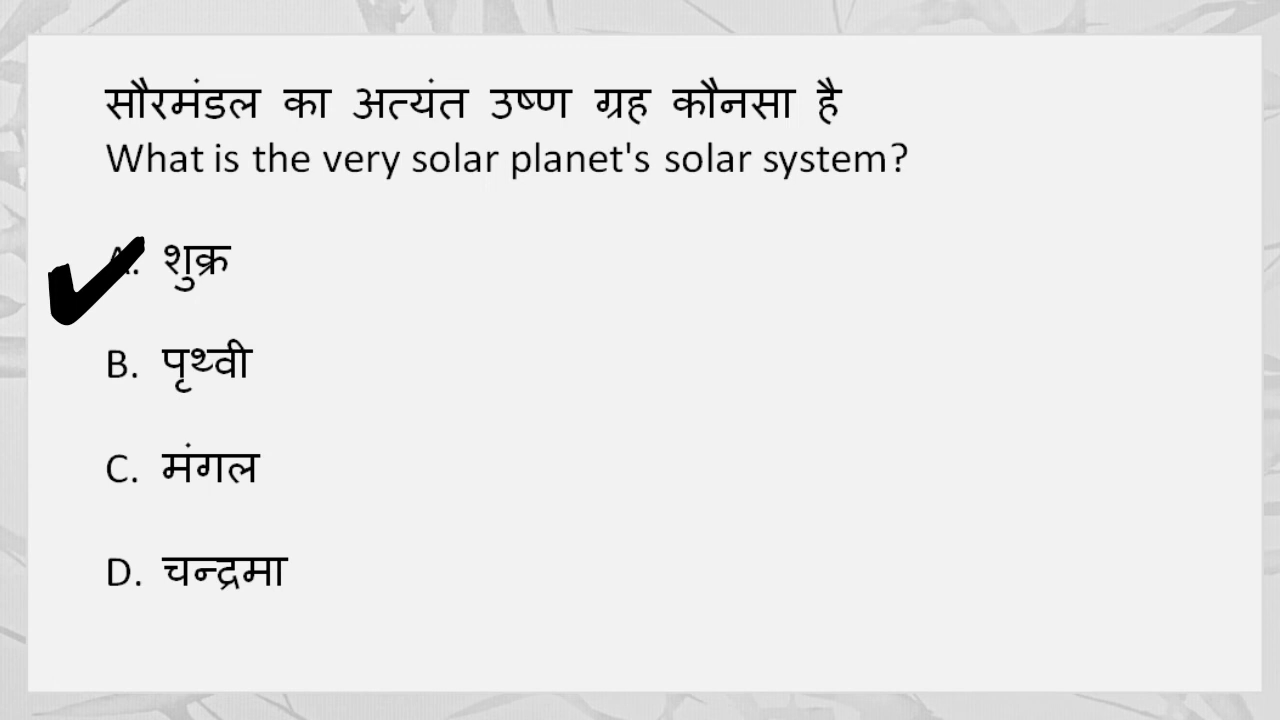 सौरमंडल का अत्यंत उष्ण ग्रह कौनसा है
What is the very solar planet's solar system?
A. शुक्र
B. पृथ्वी
C. मंगल
D. चन्द्रमा